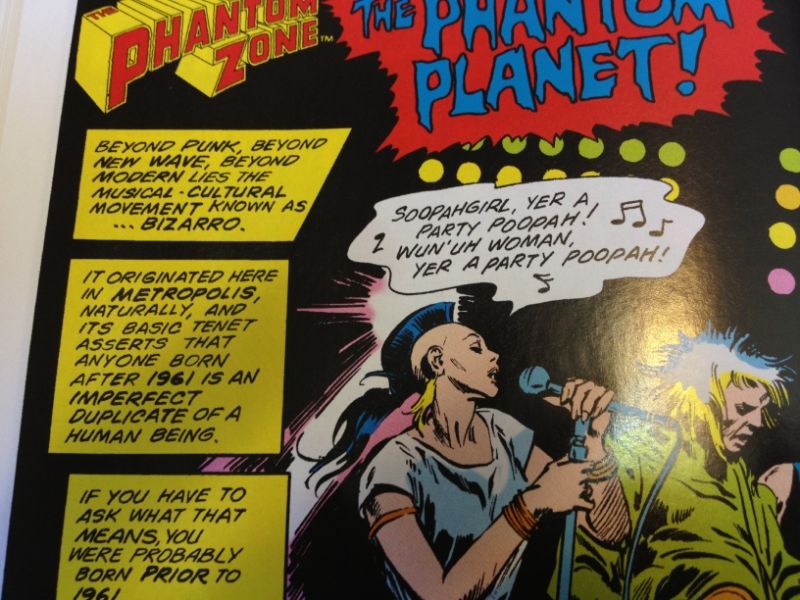 THE
PHANTOM
ZONE™
THE PHANTOM
PLANET!
BEYOND PUNK, BEYOND
NEW WAVE, BEYOND
MODERN LIES THE
MUSICAL-CULTURAL
MOVEMENT KNOWN AS
... BIZARRO.
SOOPAHGIRL, YER A
PARTY POOPAH!
WUN'UH WOMAN,
YER A PARTY POOPAH!
IT ORIGINATED HERE
IN METROPOLIS,
NATURALLY, AND
ITS BASIC TENET
ASSERTS THAT
ANYONE BORN
AFTER 1961 IS AN
IMPERFECT
DUPLICATE OF A
HUMAN BEING.
IF YOU HAVE TO
ASK WHAT THAT
MEANS, YOU
WERE PROBABLY
BORN PRIOR TO
1961